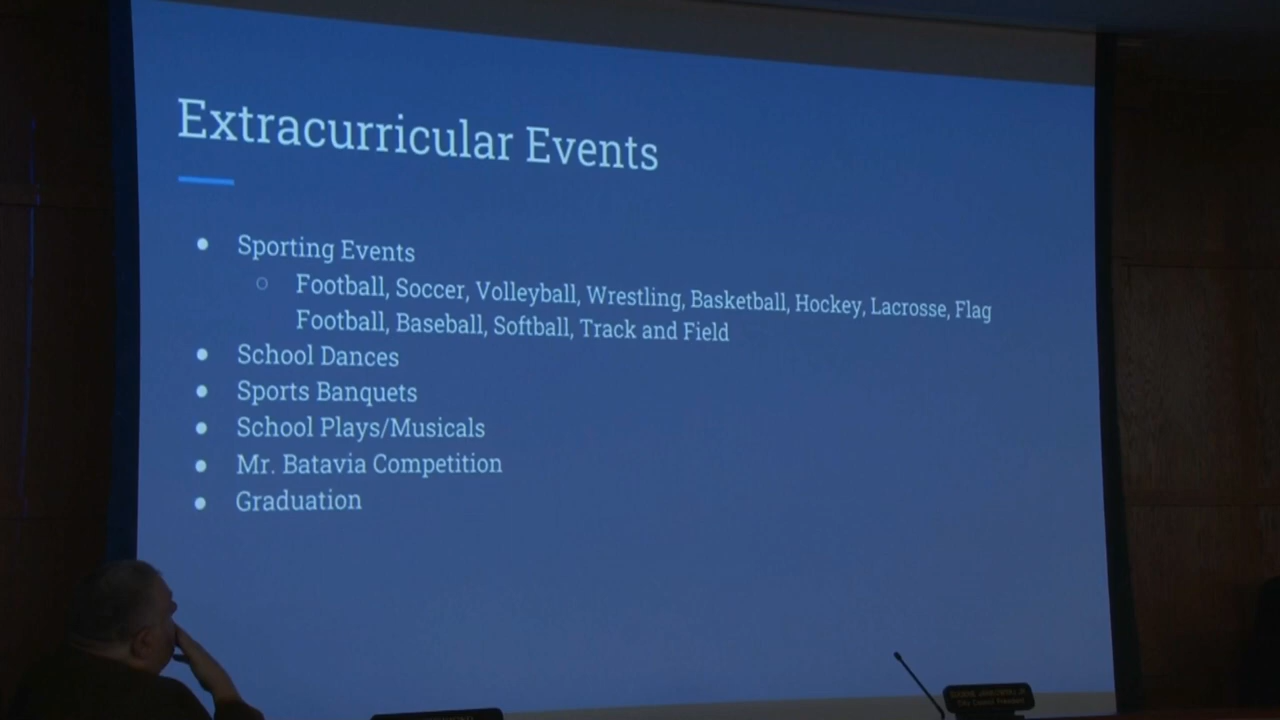 Extracurricular Events
● Sporting Events
○ Football, Soccer, Volleyball, Wrestling, Basketball, Hockey, Lacrosse, Flag
Football, Baseball, Softball, Track and Field
● School Dances
● Sports Banquets
● School Plays/Musicals
● Mr. Batavia Competition
● Graduation